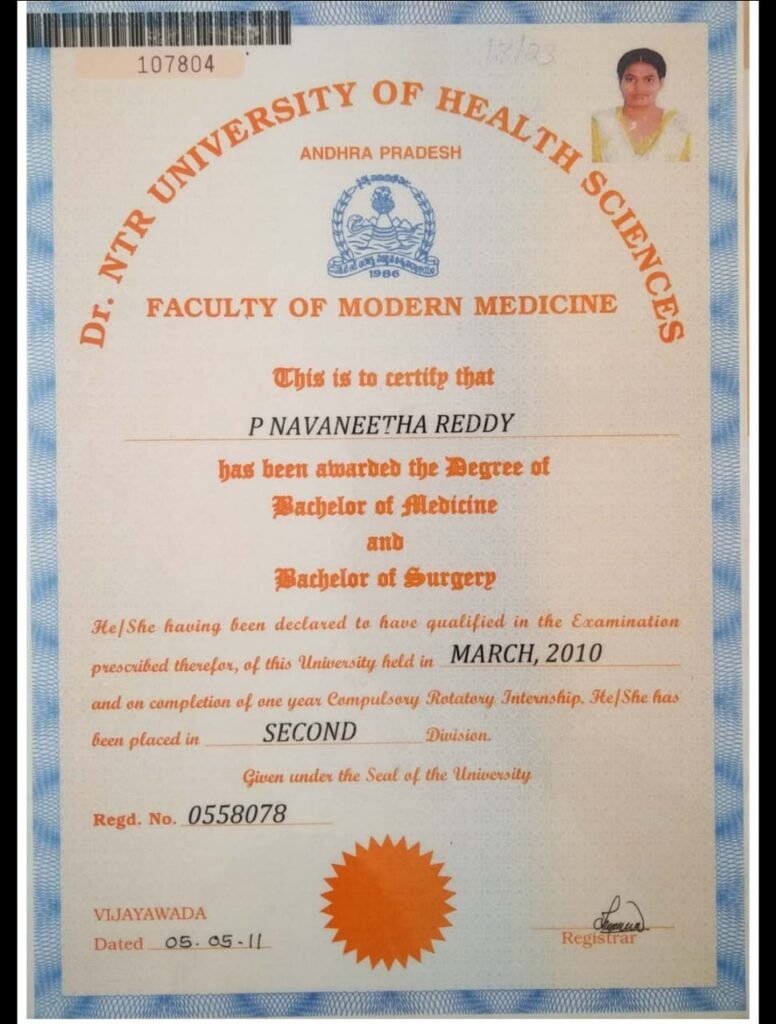 107804
13/23
Dr. NTR UNIVERSITY OF HEALTH SCIENCES
ANDHRA PRADESH
1986
FACULTY OF MODERN MEDICINE
This is to certify that
P NAVANEETHA REDDY
has been awarded the Degree of
Bachelor of Medicine
and
Bachelor of Surgery
He/She having been declared to have qualified in the Examination
prescribed therefor, of this University held in MARCH, 2010
and on completion of one year Compulsory Rotatory Internship. He/She has
been placed in SECOND Division.
Given under the Seal of the University
Regd. No. 0558078
VIJAYAWADA
Dated 05-05-11
Registrar